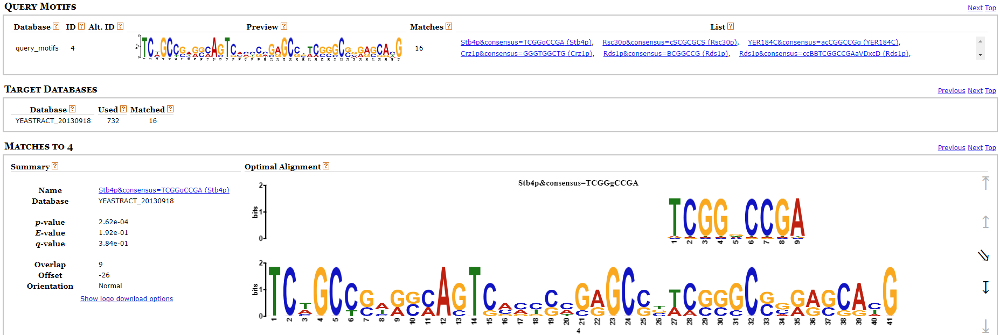 QUERY MOTIFS
Next Top
Database ? ID ? Alt. ID ? Preview ? Matches ? List ?
query_motifs 4 16 Stb4p&consensus=TCGGgCCGA (Stb4p), Rsc30p&consensus=cSCGCGCS (Rsc30p), YER184C&consensus=acCGGCCGg (YER184C),
Crz1p&consensus=GGGTGGCTG (Crz1p), Rds1p&consensus=BCGGCCG (Rds1p), Rds1p&consensus=ccBBTCGGCCGAaVDxcD (Rds1p),
TARGET DATABASES
Previous Next Top
Database ? Used ? Matched ?
YEASTRACT_20130918 732 16
MATCHES TO 4
Previous Next Top
Summary ?
Optimal Alignment ?
Name Stb4p&consensus=TCGGgCCGA (Stb4p)
Database YEASTRACT_20130918
p-value 2.62e-04
E-value 1.92e-01
q-value 3.84e-01
Overlap 9
Offset -26
Orientation Normal
Show logo download options
Stb4p&consensus=TCGGgCCGA
bits
2
1
0
TCGG CCGA
1 2 3 4 5 6 7 8 9
bits
2
1
0
1 2 3 4 5 6 7 8 9 10 11 12 13 14 15 16 17 18 19 20 21 22 23 24 25 26 27 28 29 30 31 32 33 34 35 36 37 38 39 40 41
4